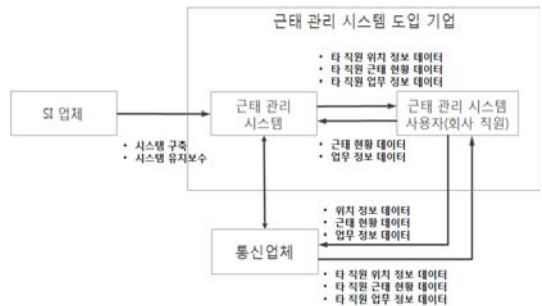 근태 관리 시스템 도입 기업
• 타 직원 위치 정보 데이터
• 타 직원 근태 현황 데이터
• 타 직원 업무 정보 데이터
SI 업체
근태 관리
시스템
근태 관리 시스템
사용자(회사 직원)
• 시스템 구축
• 시스템 유지보수
• 근태 현황 데이터
• 업무 정보 데이터
• 위치 정보 데이터
• 근태 현황 데이터
• 업무 정보 데이터
통신업체
• 타 직원 위치 정보 데이터
• 타 직원 근태 현황 데이터
• 타 직원 업무 정보 데이터